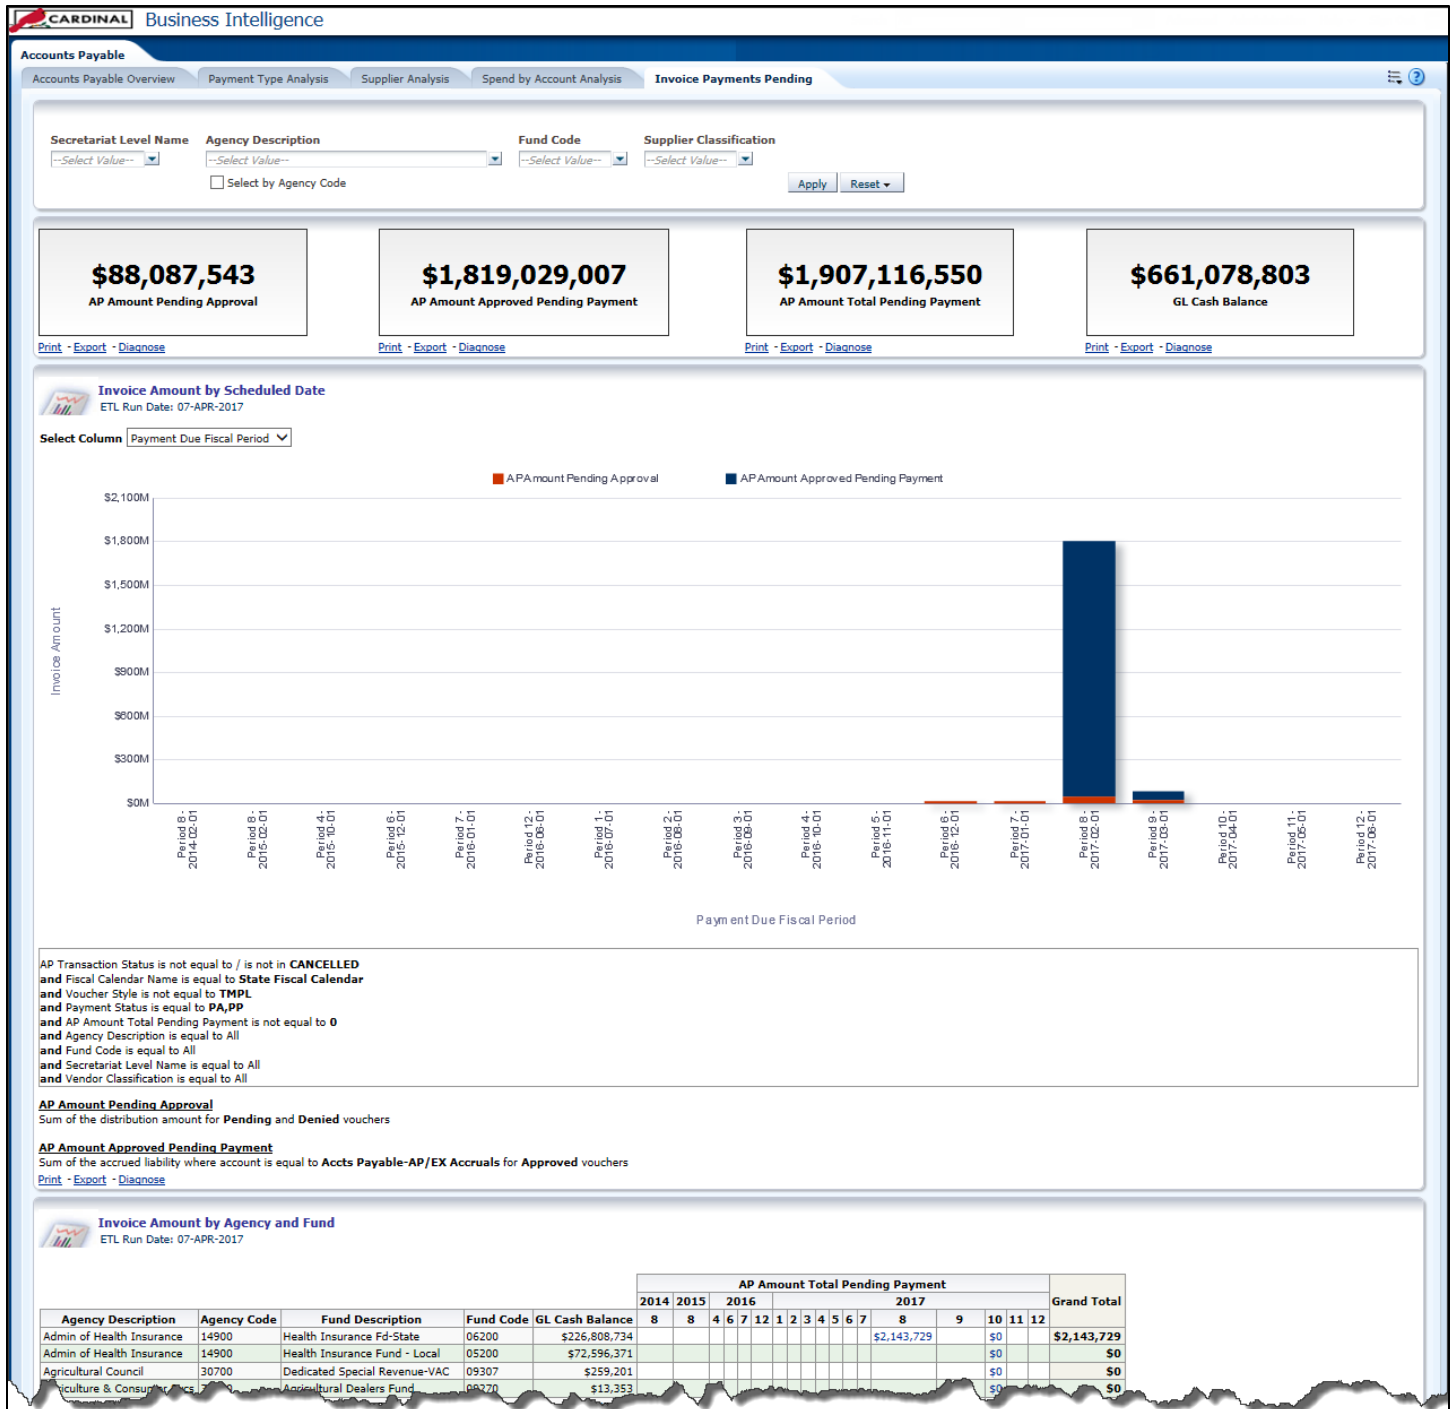 CARDINAL Business Intelligence
Accounts Payable
Accounts Payable Overview Payment Type Analysis Supplier Analysis Spend by Account Analysis Invoice Payments Pending
Secretariat Level Name Agency Description Fund Code Supplier Classification
--Select Value-- --Select Value-- --Select Value-- --Select Value--
Select by Agency Code
Apply Reset
$88,087,543 $1,819,029,007 $1,907,116,550 $661,078,803
AP Amount Pending Approval AP Amount Approved Pending Payment AP Amount Total Pending Payment GL Cash Balance
Print - Export - Diagnose Print - Export - Diagnose Print - Export - Diagnose Print - Export - Diagnose
Invoice Amount by Scheduled Date
ETL Run Date: 07-APR-2017
Select Column Payment Due Fiscal Period
AP Amount Pending Approval AP Amount Approved Pending Payment
$2,100M
$1,800M
$1,500M
$1,200M
$900M
$600M
$300M
$0M
Invoice Amount
Period 8 - 2014-02-01
Period 8 - 2015-02-01
Period 4 - 2015-10-01
Period 6 - 2015-12-01
Period 7 - 2016-01-01
Period 12 - 2016-06-01
Period 1 - 2016-07-01
Period 2 - 2016-08-01
Period 3 - 2016-09-01
Period 4 - 2016-10-01
Period 5 - 2016-11-01
Period 6 - 2016-12-01
Period 7 - 2017-01-01
Period 8 - 2017-02-01
Period 9 - 2017-03-01
Period 10 - 2017-04-01
Period 11 - 2017-05-01
Period 12 - 2017-06-01
Payment Due Fiscal Period
AP Transaction Status is not equal to / is not in CANCELLED
and Fiscal Calendar Name is equal to State Fiscal Calendar
and Voucher Style is not equal to TMPL
and Payment Status is equal to PA,PP
and AP Amount Total Pending Payment is not equal to 0
and Agency Description is equal to All
and Fund Code is equal to All
and Secretariat Level Name is equal to All
and Vendor Classification is equal to All
AP Amount Pending Approval
Sum of the distribution amount for Pending and Denied vouchers
AP Amount Approved Pending Payment
Sum of the accrued liability where account is equal to Accts Payable-AP/EX Accruals for Approved vouchers
Print - Export - Diagnose
Invoice Amount by Agency and Fund
ETL Run Date: 07-APR-2017
AP Amount Total Pending Payment
2014 2015 2016 2017 Grand Total
Agency Description Agency Code Fund Description Fund Code GL Cash Balance 8 8 4 6 7 12 1 2 3 4 5 6 7 8 9 10 11 12
Admin of Health Insurance 14900 Health Insurance Fd-State 06200 $226,808,734 $2,143,729 $0 $2,143,729
Admin of Health Insurance 14900 Health Insurance Fund - Local 05200 $72,596,371 $0 $0
Agricultural Council 30700 Dedicated Special Revenue-VAC 09307 $259,201 $0 $0
Agricultural Dealers Fund $13,353 $0 $0